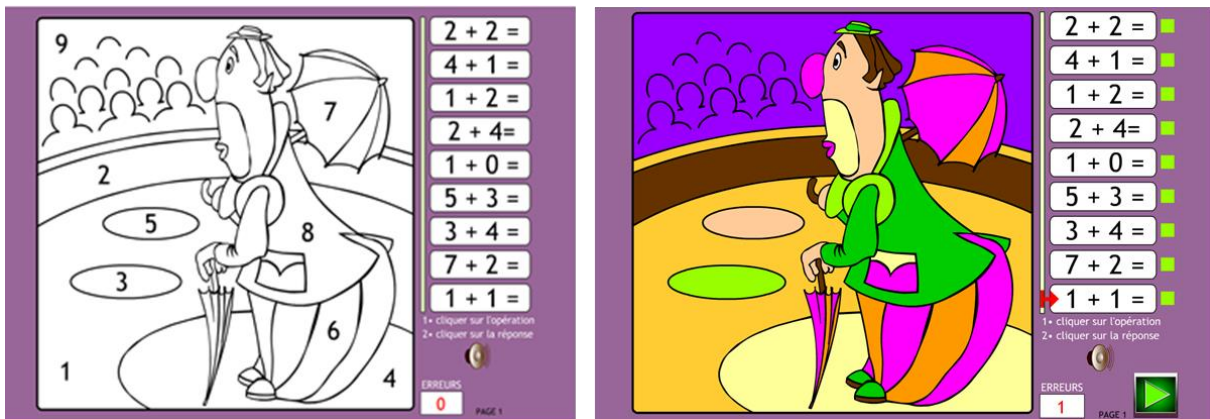 9
7
2
5
8
3
6
1
4
2 + 2 =
4 + 1 =
1 + 2 =
2 + 4=
1 + 0 =
5 + 3 =
3 + 4 =
7 + 2 =
1 + 1 =
1• cliquer sur l'opération
2• cliquer sur la réponse
ERREURS
0
PAGE 1
2 + 2 =
4 + 1 =
1 + 2 =
2 + 4=
1 + 0 =
5 + 3 =
3 + 4 =
7 + 2 =
1 + 1 =
1• cliquer sur l'opération
2• cliquer sur la réponse
ERREURS
1
PAGE 1